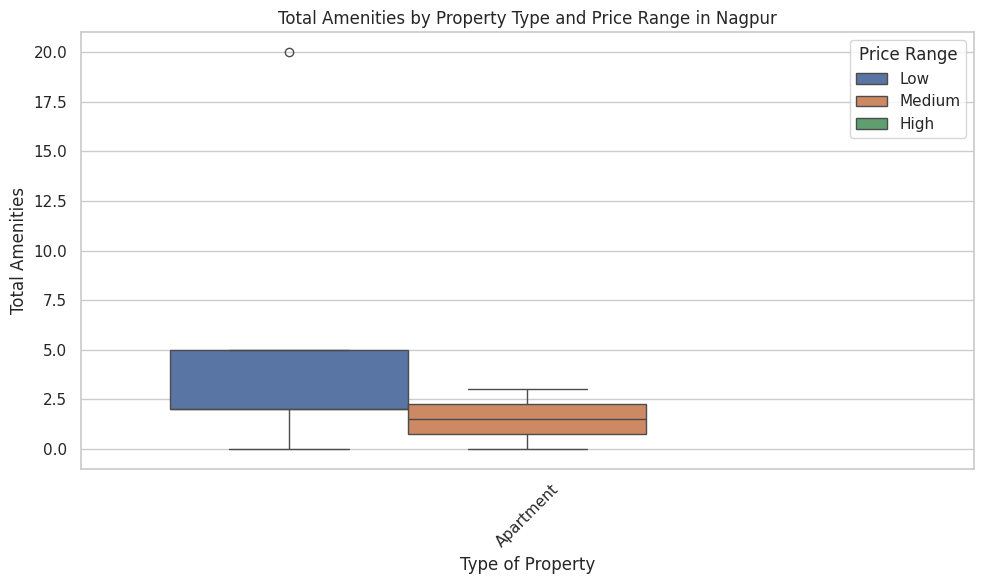 Total Amenities by Property Type and Price Range in Nagpur
Price Range
Low
Medium
High
Total Amenities
20.0
17.5
15.0
12.5
10.0
7.5
5.0
2.5
0.0
Apartment
Type of Property